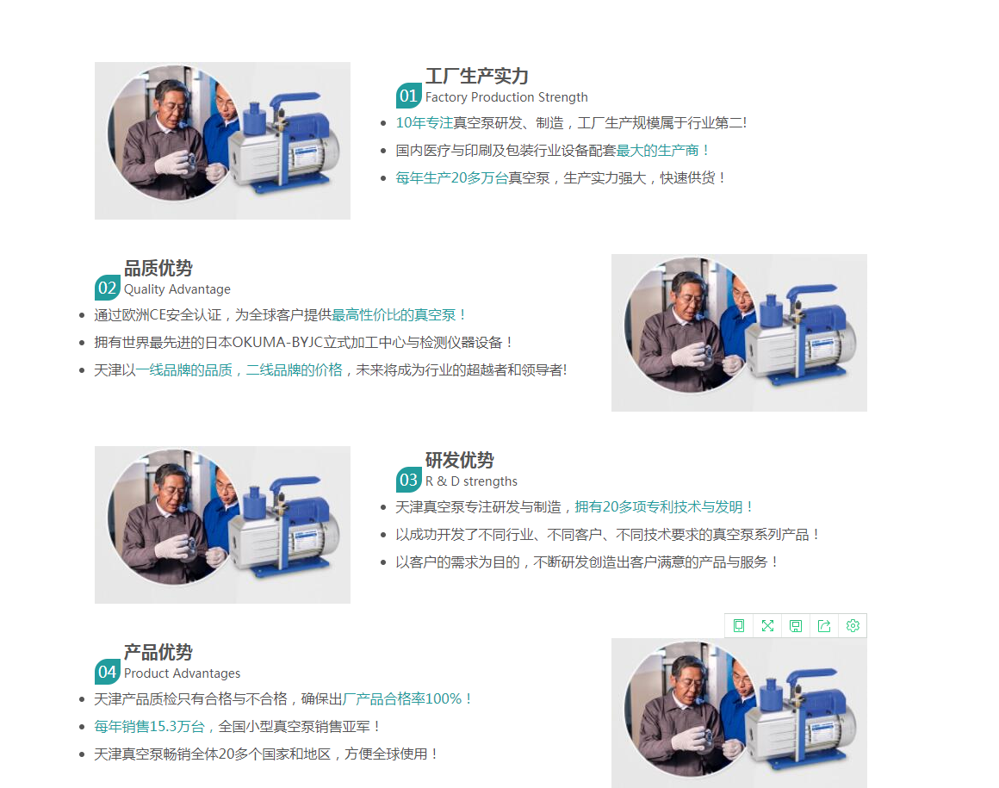 工厂生产实力
01 Factory Production Strength
10年专注真空泵研发、制造，工厂生产规模属于行业第二!
国内医疗与印刷及包装行业设备配套最大的生产商！
每年生产20多万台真空泵，生产实力强大，快速供货！
品质优势
02 Quality Advantage
通过欧洲CE安全认证，为全球客户提供最高性价比的真空泵！
拥有世界最先进的日本OKUMA-BYJC立式加工中心与检测仪器设备！
天津以一线品牌的品质，二线品牌的价格，未来将成为行业的超越者和领导者!
研发优势
03 R & D strengths
天津真空泵专注研发与制造，拥有20多项专利技术与发明！
以成功开发了不同行业、不同客户、不同技术要求的真空泵系列产品！
以客户的需求为目的，不断研发创造出客户满意的产品与服务！
产品优势
04 Product Advantages
天津产品质检只有合格与不合格，确保出厂产品合格率100%！
每年销售15.3万台，全国小型真空泵销售亚军！
天津真空泵畅销全体20多个国家和地区，方便全球使用！